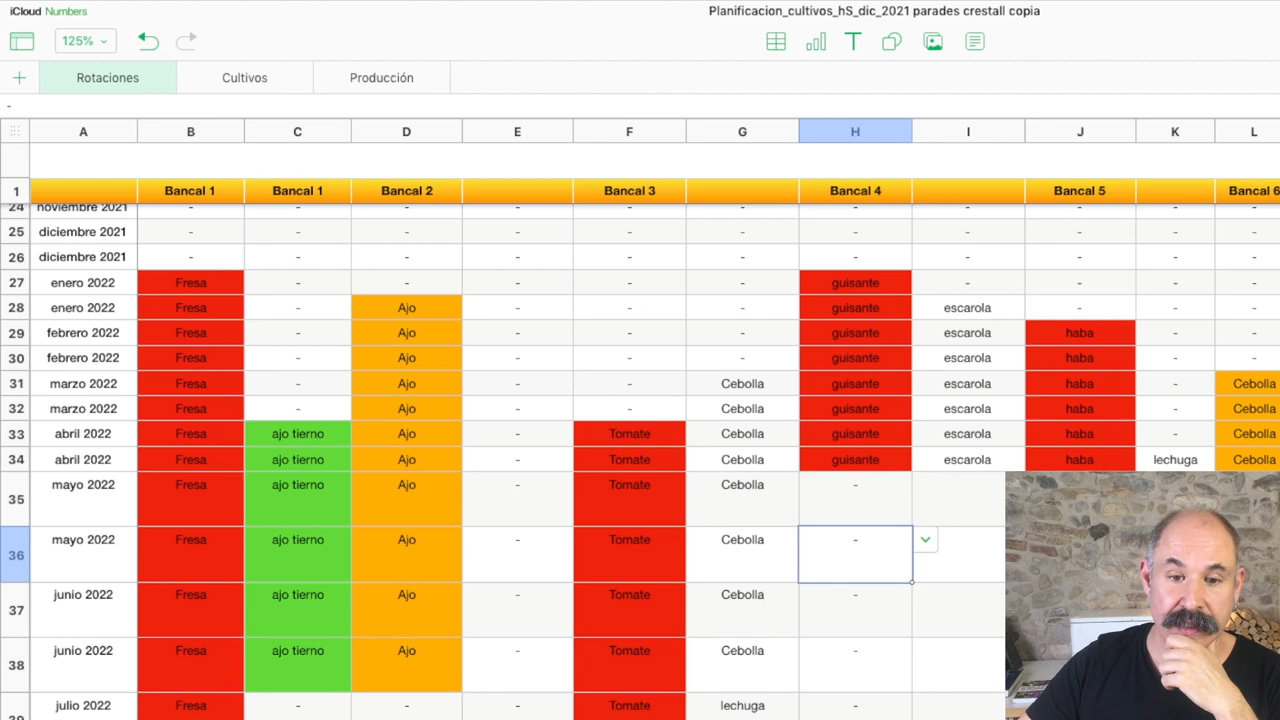 iCloud Numbers
Planificacion_cultivos_hS_dic_2021 parades crestall copia
125%
Rotaciones Cultivos Producción
-
A B C D E F G H I J K L
1 Bancal 1 Bancal 1 Bancal 2 Bancal 3 Bancal 4 Bancal 5 Bancal 6
24 noviembre 2021 - - - - - - - - - - -
25 diciembre 2021 - - - - - - - - - - -
26 diciembre 2021 - - - - - - - - - - -
27 enero 2022 Fresa - - - - - guisante - - - -
28 enero 2022 Fresa - Ajo - - - guisante escarola - - -
29 febrero 2022 Fresa - Ajo - - - guisante escarola haba - -
30 febrero 2022 Fresa - Ajo - - - guisante escarola haba - -
31 marzo 2022 Fresa - Ajo - - Cebolla guisante escarola haba - Cebolla
32 marzo 2022 Fresa - Ajo - - Cebolla guisante escarola haba - Cebolla
33 abril 2022 Fresa ajo tierno Ajo - Tomate Cebolla guisante escarola haba - Cebolla
34 abril 2022 Fresa ajo tierno Ajo - Tomate Cebolla guisante escarola haba lechuga Cebolla
35 mayo 2022 Fresa ajo tierno Ajo - Tomate Cebolla -
36 mayo 2022 Fresa ajo tierno Ajo - Tomate Cebolla -
37 junio 2022 Fresa ajo tierno Ajo - Tomate Cebolla -
38 junio 2022 Fresa ajo tierno Ajo - Tomate Cebolla -
39 julio 2022 Fresa - - - Tomate lechuga -